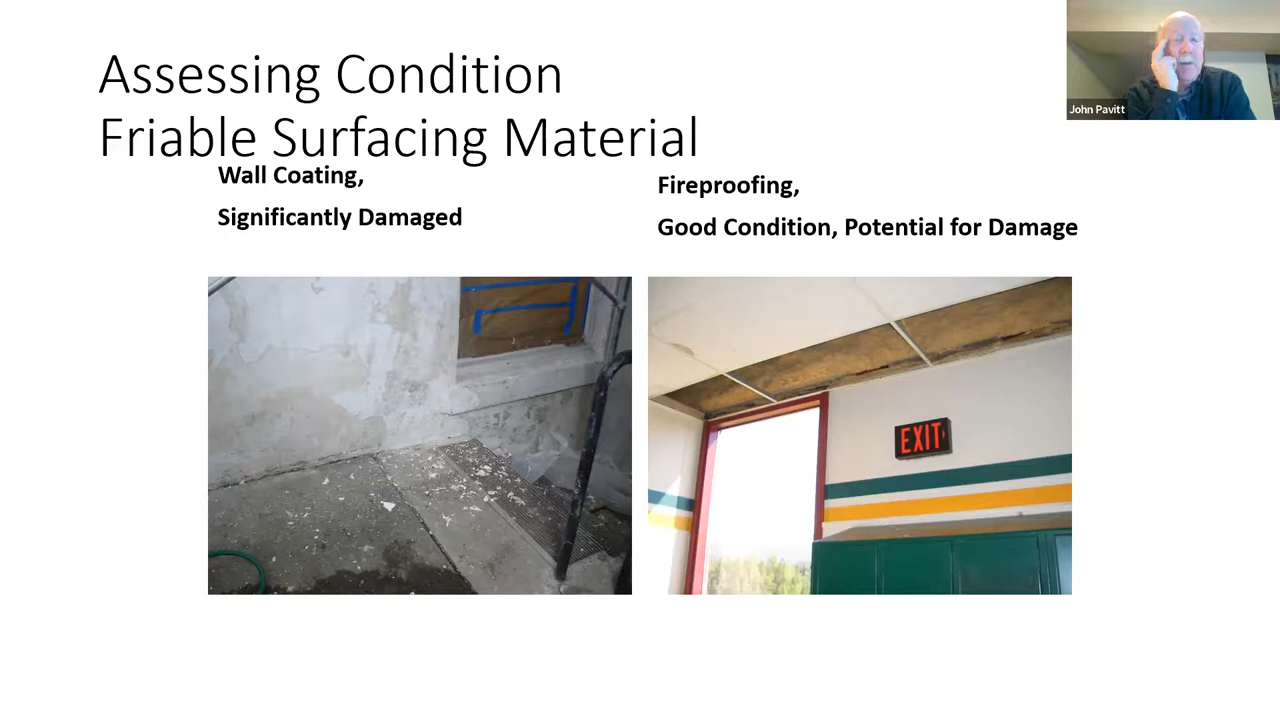 Assessing Condition
Friable Surfacing Material
Wall Coating,
Significantly Damaged
Fireproofing,
Good Condition, Potential for Damage
EXIT
John Pavitt